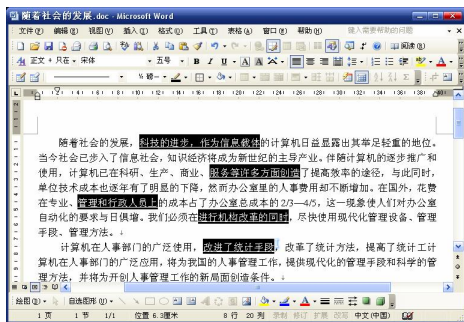 随着社会的发展.doc - Microsoft Word
文件(F) 编辑(E) 视图(V) 插入(I) 格式(O) 工具(T) 表格(A) 窗口(W) 帮助(H) 键入需要帮助的问题
阅读(R)
正文 + 只在 - 宋体 五号 B I U A A
½ 磅
随着社会的发展，科技的进步，作为信息载体的计算机日益显露出其举足轻重的地位。
当今社会已步入了信息社会，知识经济将成为新世纪的主导产业。伴随计算机的逐步推广和
使用，计算机已在科研、生产、商业、服务等许多方面创造了提高效率的途径，与此同时，
单位技术成本也逐年有了明显的下降，然而办公室里的人事费用却不断增加。在国外，花费
在专业、管理和行政人员上的成本占了办公室总成本的 2/3—4/5，这一现象使人们对办公室
自动化的要求与日俱增。我们必须在进行机构改革的同时，尽快使用现代化管理设备、管理
手段、管理方法。
计算机在人事部门的广泛使用，改进了统计手段，改革了统计方法，提高了统计工计
算机在人事部门的广泛应用，将为我国的人事管理工作，提供现代化的管理手段和科学的管
理方法，并将为开创人事管理工作的新局面创造条件。
绘图(D) 自选图形(U)
1 页 1 节 1/1 位置 6.3厘米 8 行 20 列 录制 修订 扩展 改写 中文(中国)